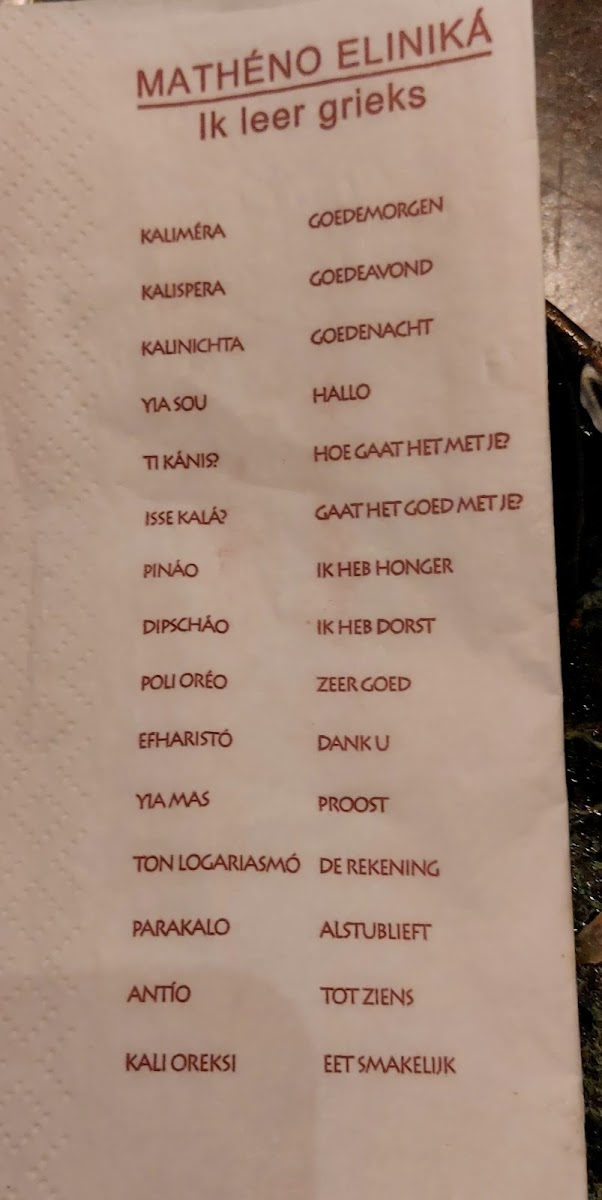 MATHÉNO ELINIKÁ
Ik leer grieks
KALIMÉRA GOEDEMORGEN
KALISPERA GOEDEAVOND
KALINICHTA GOEDENACHT
YIA SOU HALLO
TI KÁNIS? HOE GAAT HET MET JE?
ISSE KALÁ? GAAT HET GOED MET JE?
PINÁO IK HEB HONGER
DIPSCHÁO IK HEB DORST
POLI ORÉO ZEER GOED
EFHARISTÓ DANK U
YIA MAS PROOST
TON LOGARIASMÓ DE REKENING
PARAKALO ALSTUBLIEFT
ANTÍO TOT ZIENS
KALI OREKSI EET SMAKELIJK